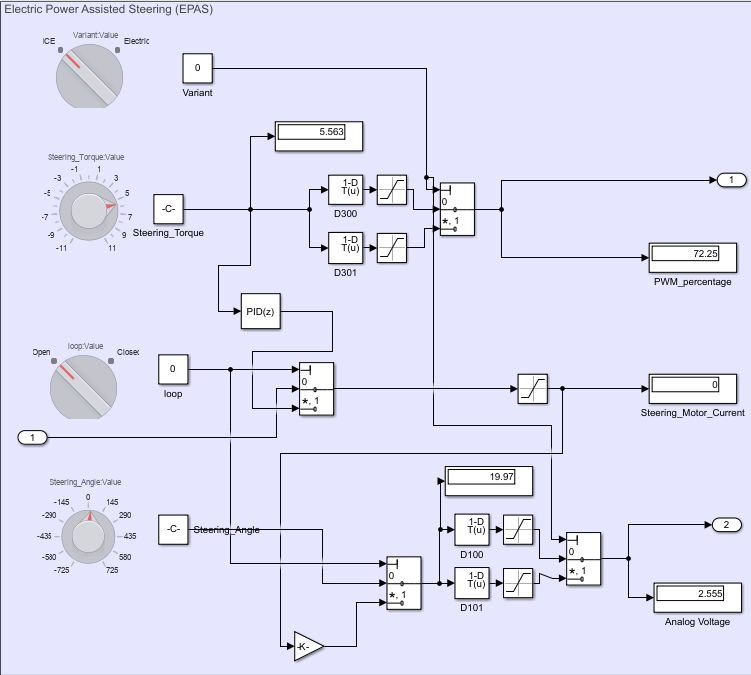 Electric Power Assisted Steering (EPAS)
Variant:Value
ICE
Electric
0
Variant
5.563
Steering_Torque:Value
-1 1
-3 3
-5 5
-7 7
-9 9
-11 11
-C-
Steering_Torque
1-D
T(u)
D300
1-D
T(u)
D301
0
*, 1
1
72.25
PWM_percentage
PID(z)
loop:Value
Open
0
loop
0
*, 1
0
Steering_Motor_Current
1
Steering_Angle:Value
0
-145 145
-290 290
-435 435
-580 580
-725 725
-C-
Steering_Angle
19.97
1-D
T(u)
D100
1-D
T(u)
D101
0
*, 1
0
*, 1
2
2.555
Analog Voltage
-K-